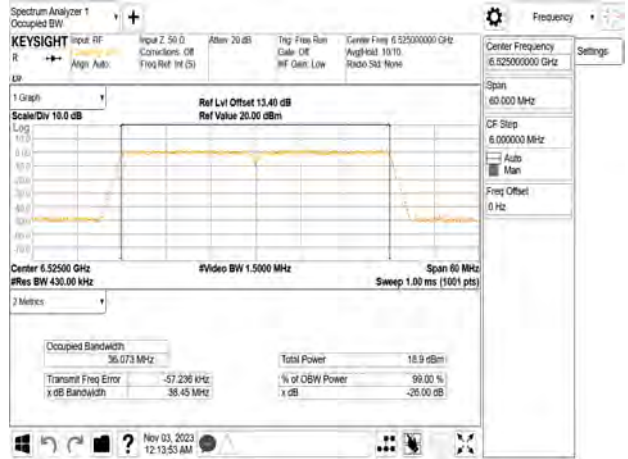 Spectrum Analyzer 1
Occupied BW
Frequency
Settings
KEYSIGHT
Input: RF
Align: Auto
Input Z: 50 Ω
Corrections: Off
Freq Ref: Int (S)
Atten: 20 dB
Trig: Free Run
Gate: Off
#IF Gain: Low
Center Freq: 6.525000000 GHz
Avg|Hold: 10/10
Radio Std: None
R
Center Frequency
6.525000000 GHz
Span
60.000 MHz
CF Step
6.000000 MHz
Auto
Man
Freq Offset
0 Hz
1 Graph
Scale/Div 10.0 dB
Ref Lvl Offset 13.40 dB
Ref Value 20.00 dBm
Log
Center 6.52500 GHz
#Res BW 430.00 kHz
#Video BW 1.5000 MHz
Span 60 MHz
Sweep 1.00 ms (1001 pts)
2 Metrics
Occupied Bandwidth
36.073 MHz
Total Power
18.9 dBm
Transmit Freq Error
-57.236 kHz
% of OBW Power
99.00 %
x dB Bandwidth
38.45 MHz
x dB
-26.00 dB
Nov 03, 2023
12:13:53 AM